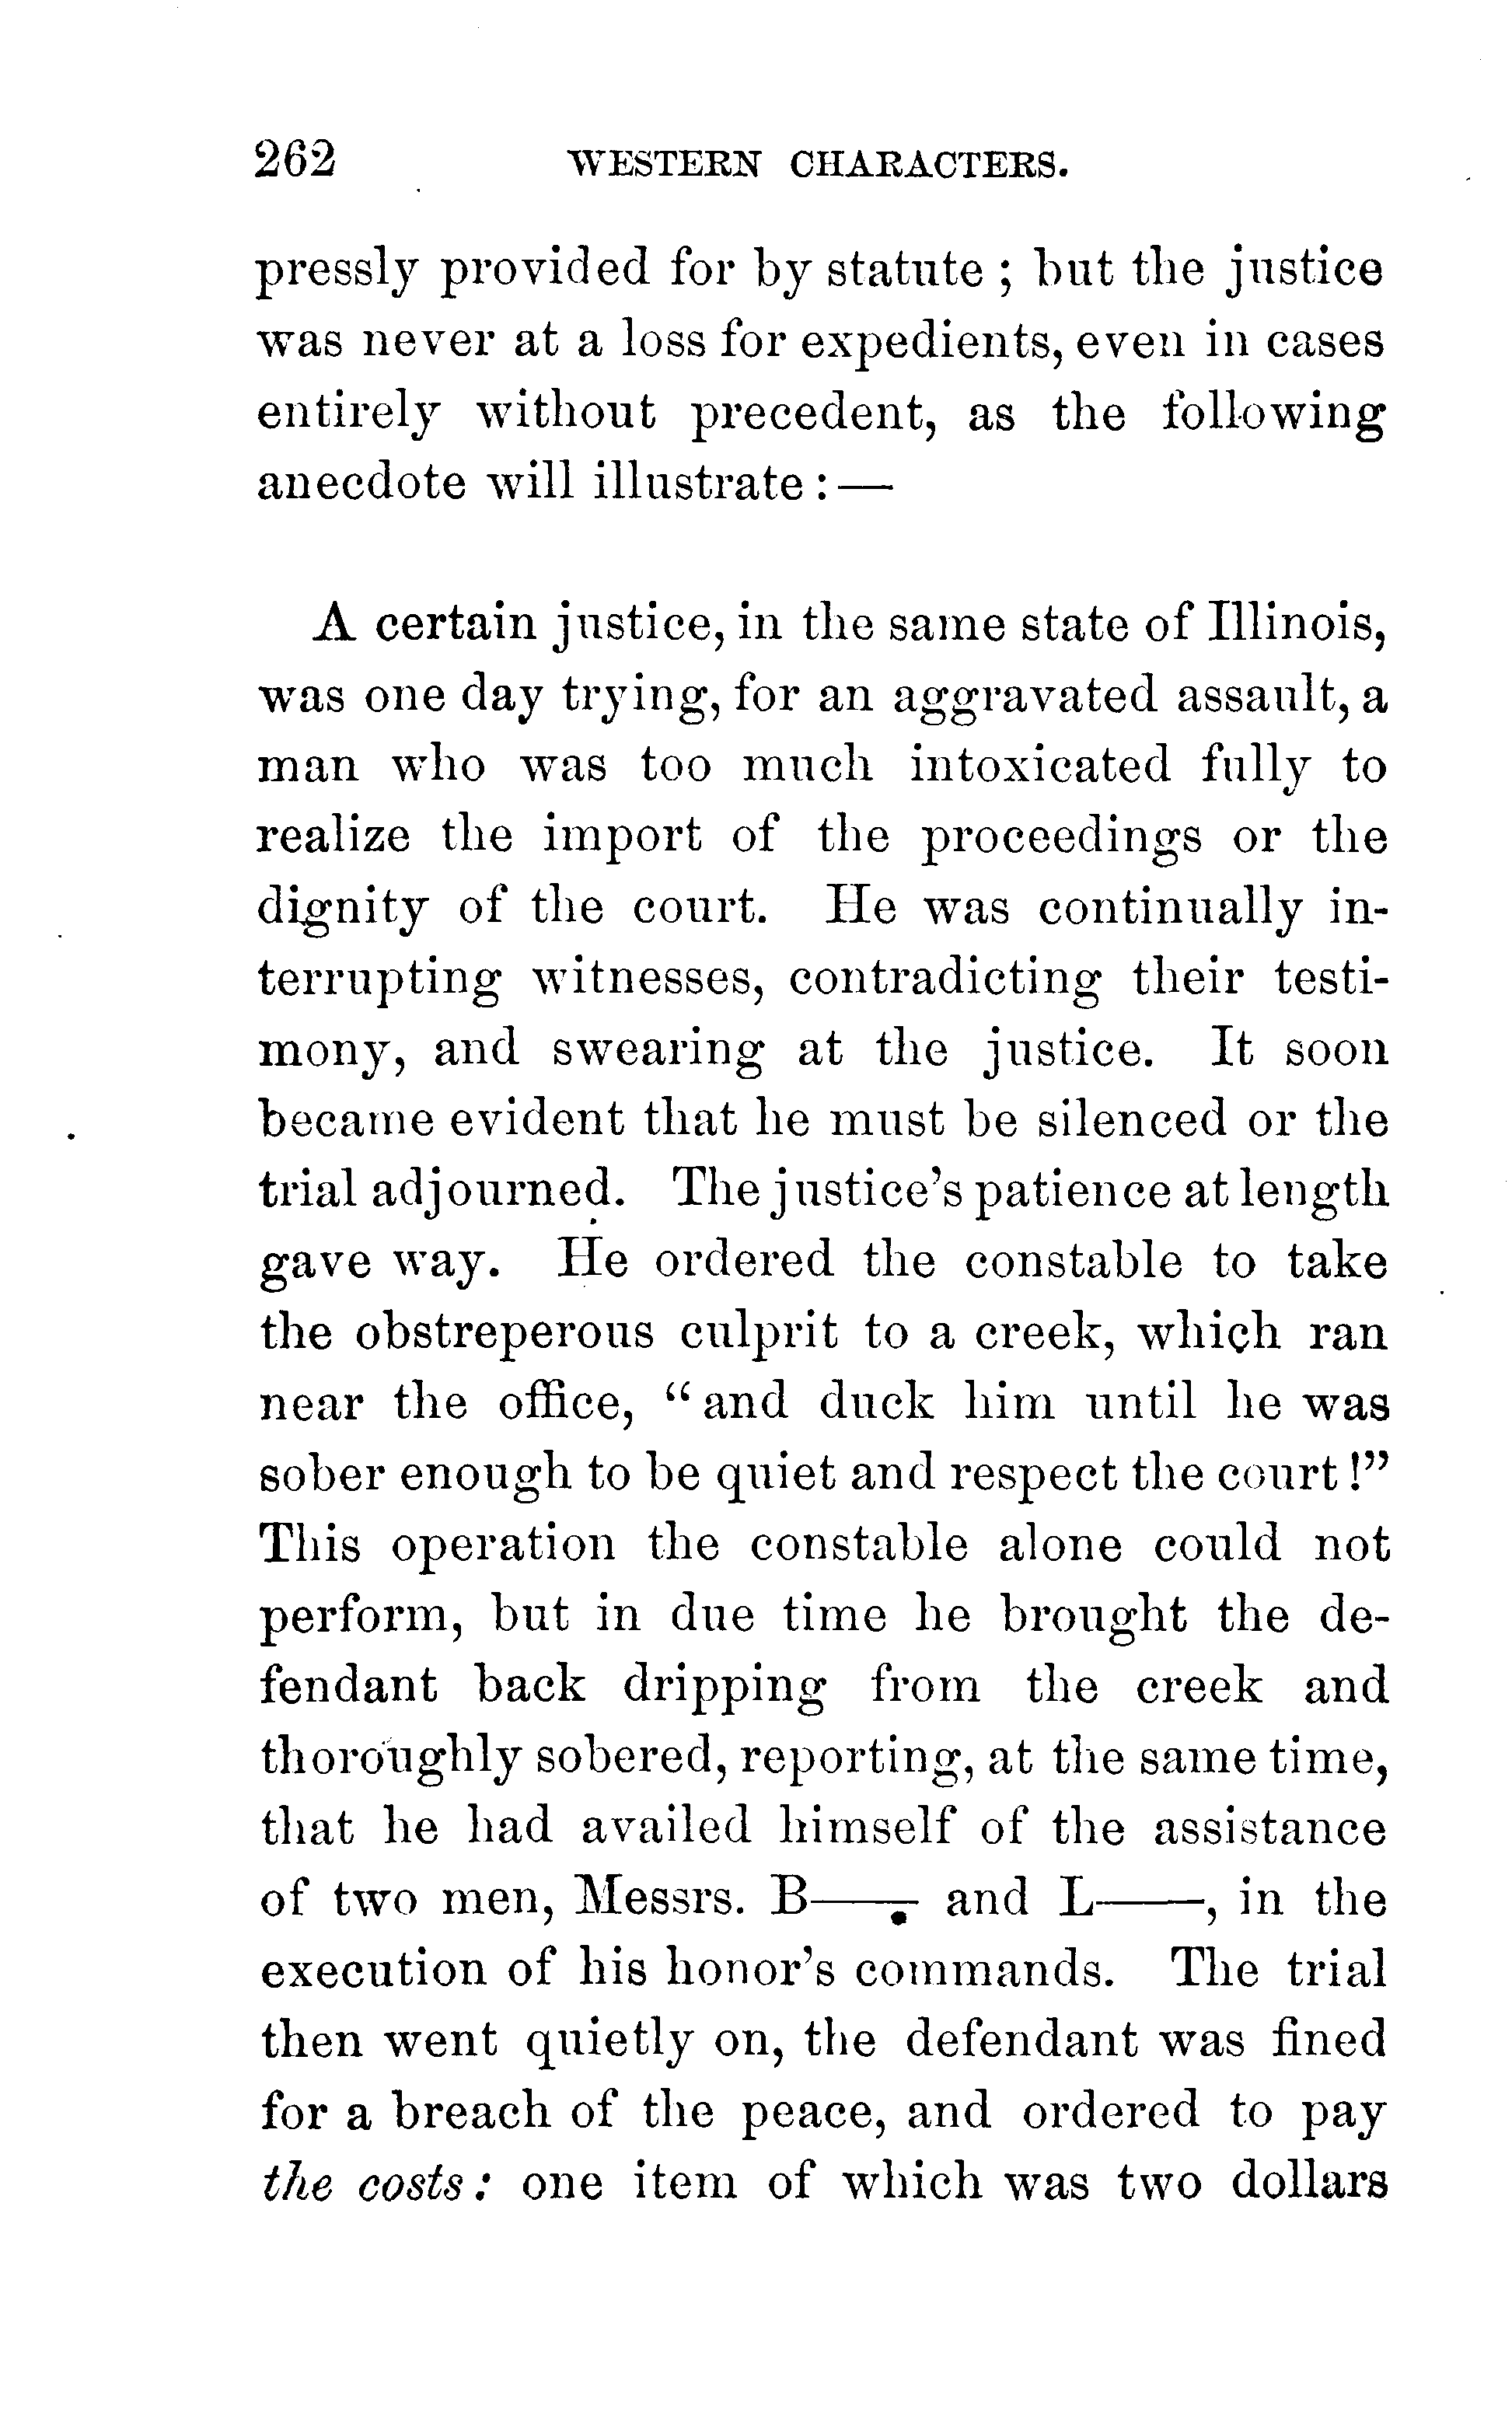 262 WESTERN CHARACTERS.
pressly provided for by statute ; but the justice
was never at a loss for expedients, even in cases
entirely without precedent, as the following
anecdote will illustrate : —
A certain justice, in the same state of Illinois,
was one day trying, for an aggravated assault, a
man who was too much intoxicated fully to
realize the import of the proceedings or the
dignity of the court. He was continually in-
terrupting witnesses, contradicting their testi-
mony, and swearing at the justice. It soon
became evident that he must be silenced or the
trial adjourned. The justice's patience at length
gave way. He ordered the constable to take
the obstreperous culprit to a creek, which ran
near the office, “ and duck him until he was
sober enough to be quiet and respect the court !”
This operation the constable alone could not
perform, but in due time he brought the de-
fendant back dripping from the creek and
thoroughly sobered, reporting, at the same time,
that he had availed himself of the assistance
of two men, Messrs. B—— and L——, in the
execution of his honor's commands. The trial
then went quietly on, the defendant was fined
for a breach of the peace, and ordered to pay
the costs : one item of which was two dollars